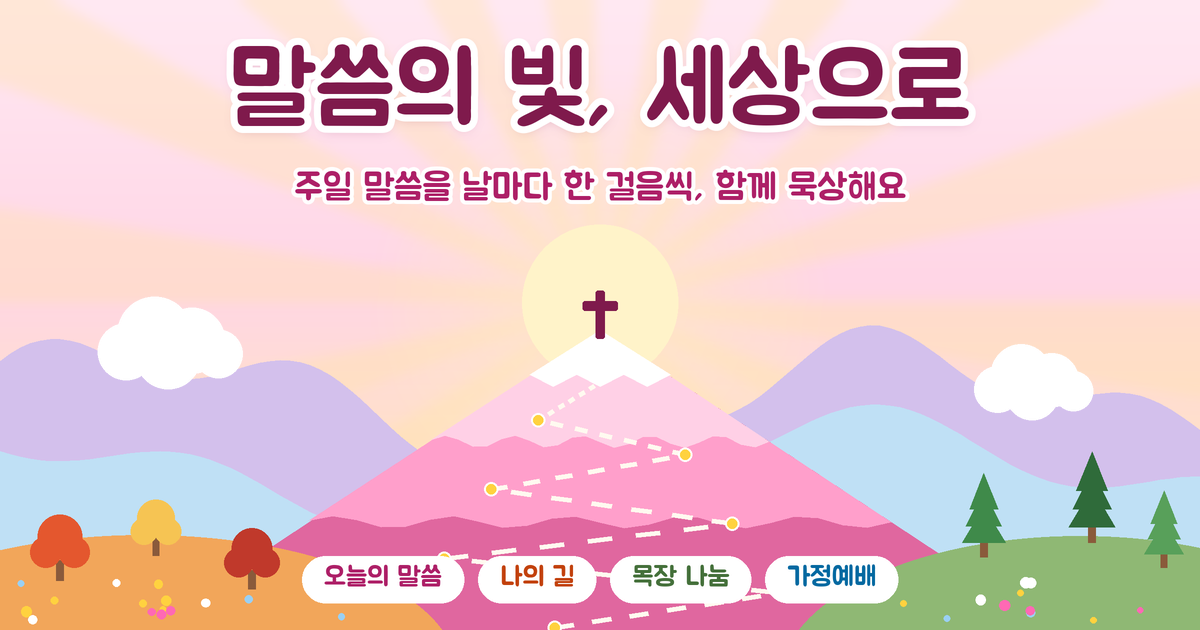 말씀의 빛, 세상으로
주일 말씀을 날마다 한 걸음씩, 함께 묵상해요
오늘의 말씀
나의 길
목장 나눔
가정예배